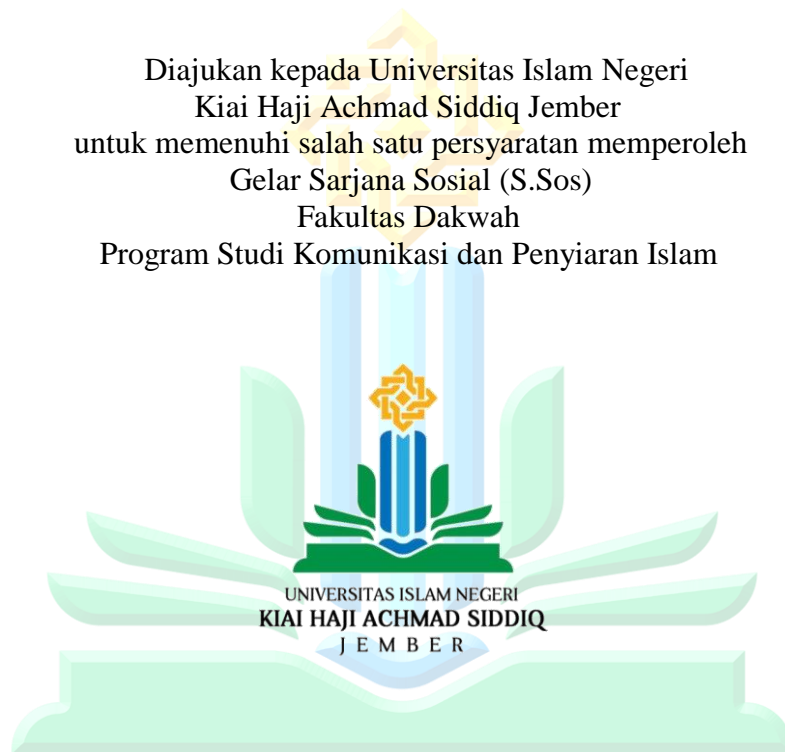 Diajukan kepada Universitas Islam Negeri
Kiai Haji Achmad Siddiq Jember
untuk memenuhi salah satu persyaratan memperoleh
Gelar Sarjana Sosial (S.Sos)
Fakultas Dakwah
Program Studi Komunikasi dan Penyiaran Islam
UNIVERSITAS ISLAM NEGERI
KIAI HAJI ACHMAD SIDDIQ
JEMBER